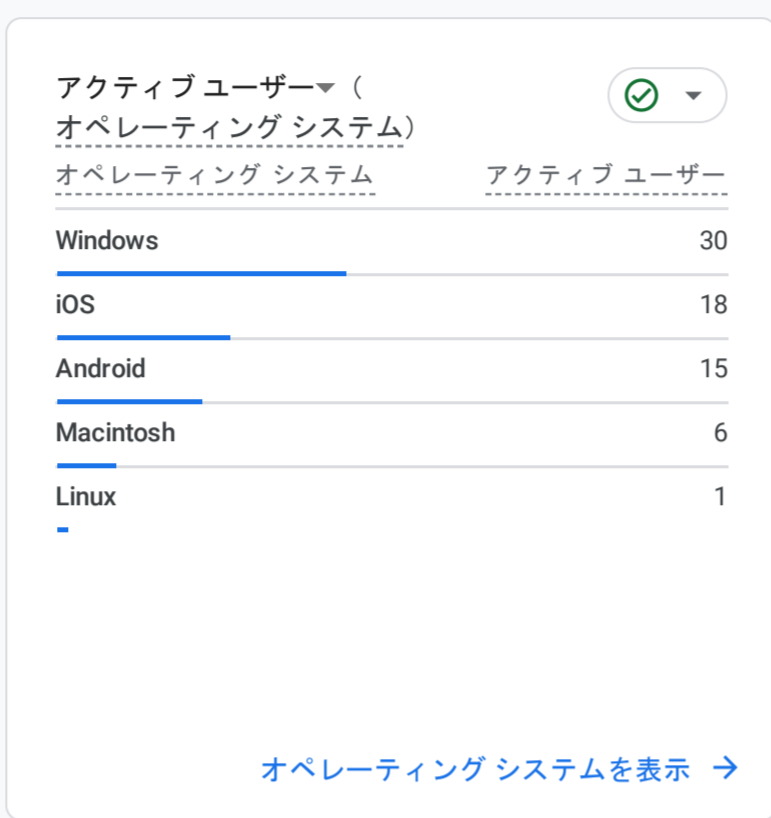 アクティブ ユーザー▼（
オペレーティング システム）
オペレーティング システム アクティブ ユーザー
Windows 30
iOS 18
Android 15
Macintosh 6
Linux 1
オペレーティング システムを表示 →